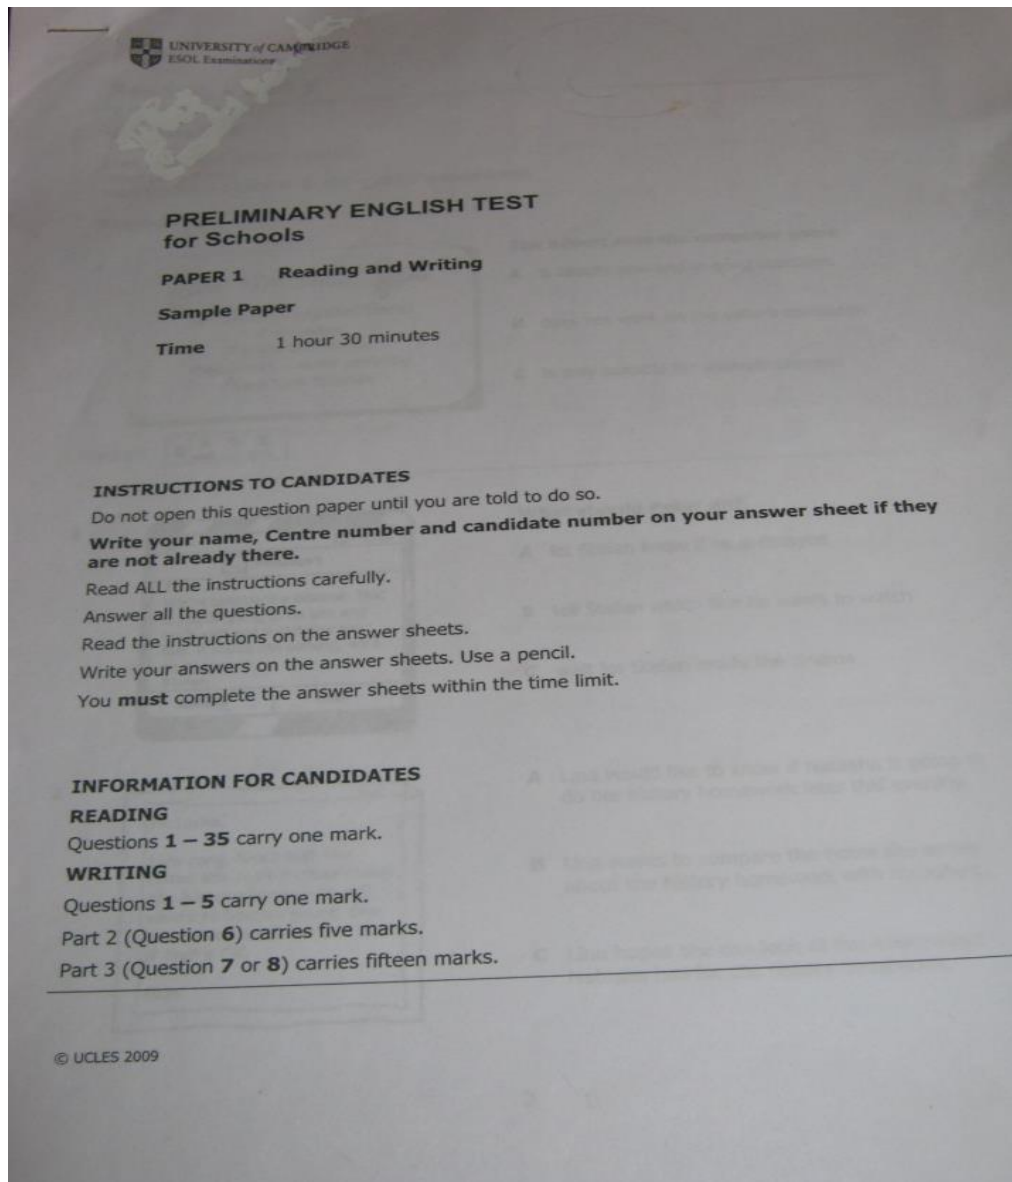 UNIVERSITY of CAMBRIDGE
ESOL Examinations
PRELIMINARY ENGLISH TEST
for Schools
PAPER 1 Reading and Writing
Sample Paper
Time 1 hour 30 minutes
INSTRUCTIONS TO CANDIDATES
Do not open this question paper until you are told to do so.
Write your name, Centre number and candidate number on your answer sheet if they
are not already there.
Read ALL the instructions carefully.
Answer all the questions.
Read the instructions on the answer sheets.
Write your answers on the answer sheets. Use a pencil.
You must complete the answer sheets within the time limit.
INFORMATION FOR CANDIDATES
READING
Questions 1 – 35 carry one mark.
WRITING
Questions 1 – 5 carry one mark.
Part 2 (Question 6) carries five marks.
Part 3 (Question 7 or 8) carries fifteen marks.
© UCLES 2009